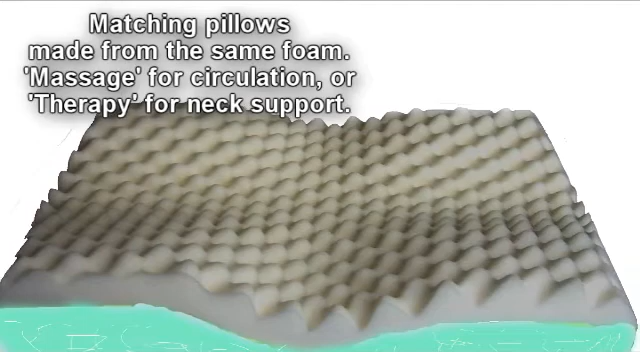 Matching pillows
made from the same foam.
'Massage' for circulation, or
'Therapy' for neck support.